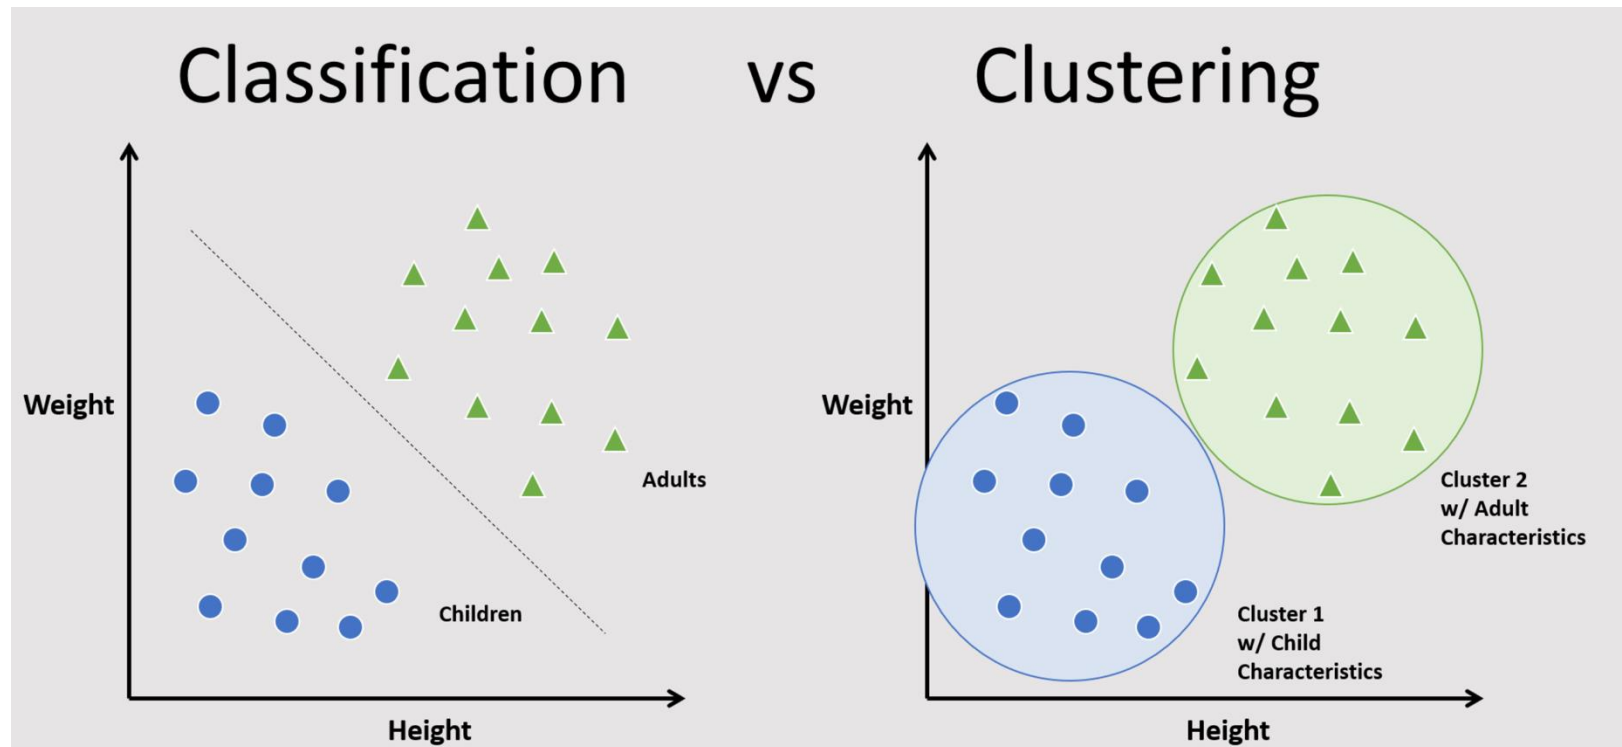 Classification vs Clustering
Weight
Adults
Children
Height
Weight
Cluster 2
w/ Adult
Characteristics
Cluster 1
w/ Child
Characteristics
Height